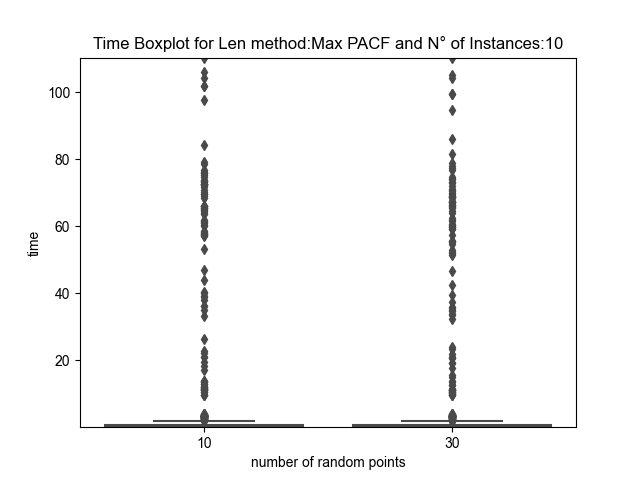 Time Boxplot for Len method:Max PACF and N° of Instances:10
100
80
60
40
20
time
10 30
number of random points